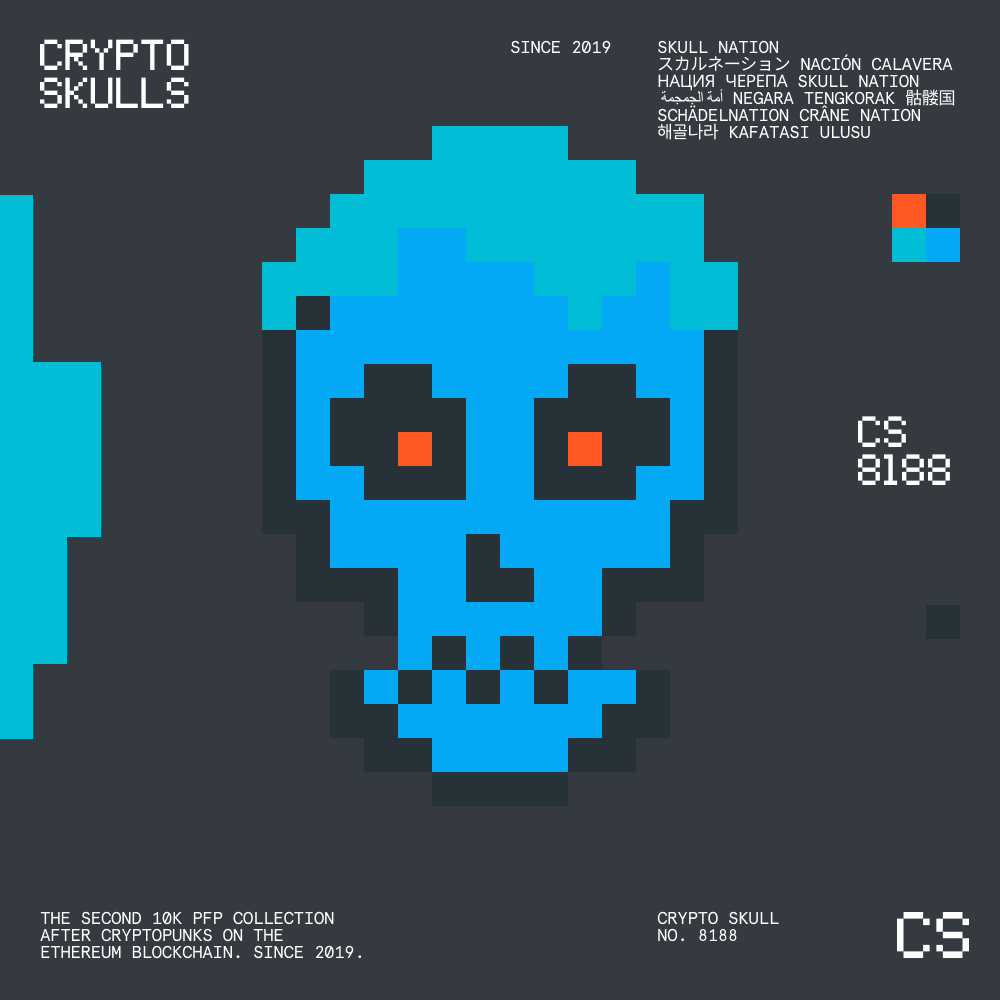 CRYPTO
SKULLS
SINCE 2019
SKULL NATION
スカルネーション NACIÓN CALAVERA
НАЦИЯ ЧЕРЕПА SKULL NATION
أمة الجمجمة NEGARA TENGKORAK 骷髅国
SCHÄDELNATION CRÂNE NATION
해골나라 KAFATASI ULUSU
CS
8188
THE SECOND 10K PFP COLLECTION
AFTER CRYPTOPUNKS ON THE
ETHEREUM BLOCKCHAIN. SINCE 2019.
CRYPTO SKULL
NO. 8188
CS